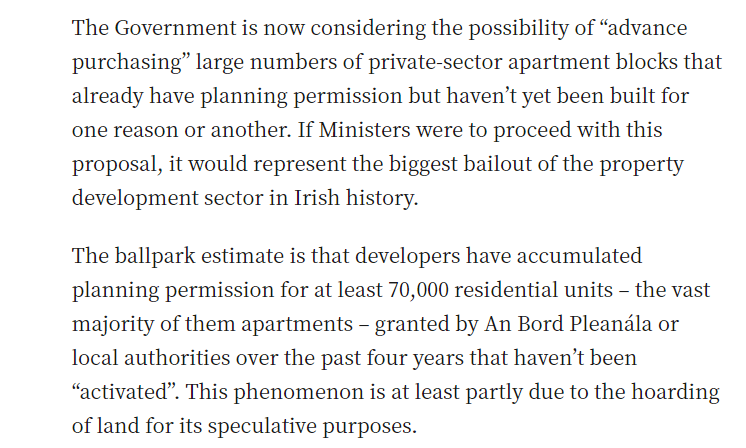 The Government is now considering the possibility of “advance
purchasing” large numbers of private-sector apartment blocks that
already have planning permission but haven’t yet been built for
one reason or another. If Ministers were to proceed with this
proposal, it would represent the biggest bailout of the property
development sector in Irish history.
The ballpark estimate is that developers have accumulated
planning permission for at least 70,000 residential units – the vast
majority of them apartments – granted by An Bord Pleanála or
local authorities over the past four years that haven’t been
“activated”. This phenomenon is at least partly due to the hoarding
of land for its speculative purposes.